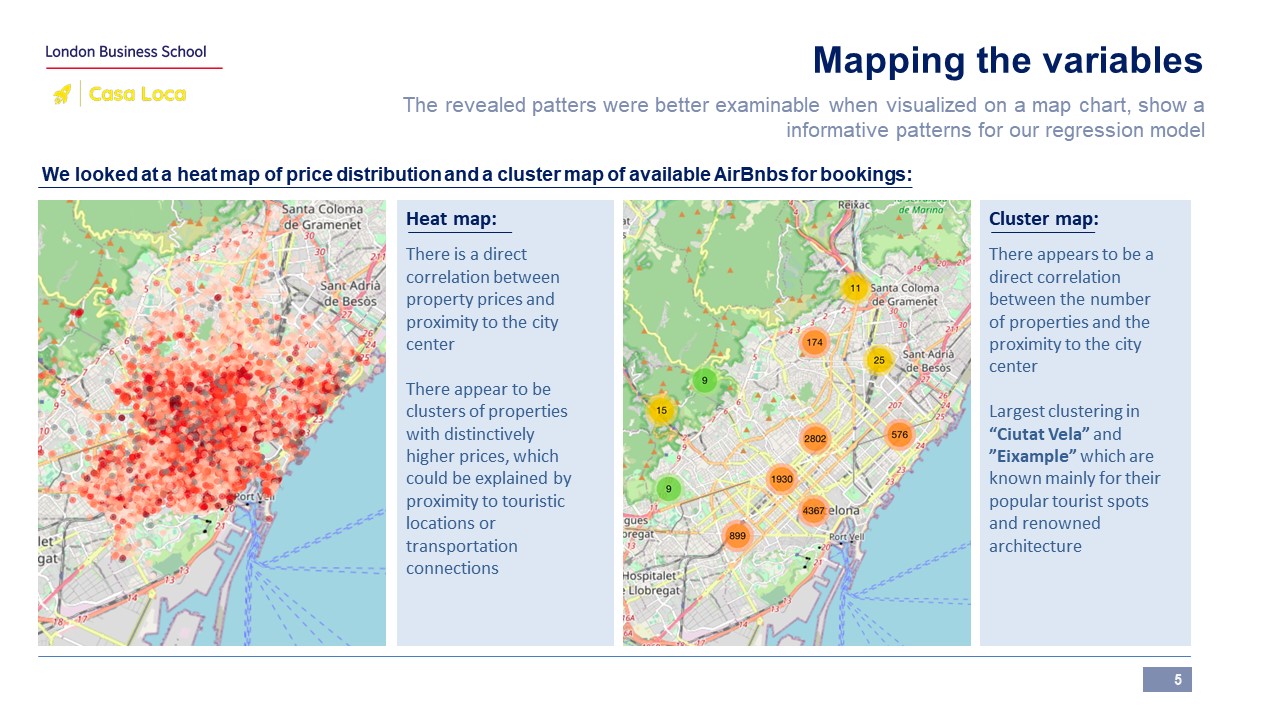 London Business School
Casa Loca
Mapping the variables
The revealed patters were better examinable when visualized on a map chart, show a
informative patterns for our regression model
We looked at a heat map of price distribution and a cluster map of available AirBnbs for bookings:
Santa Coloma
de Gramenet
Sant Adrià
de Besòs
Port Vell
Heat map:
There is a direct
correlation between
property prices and
proximity to the city
center
There appear to be
clusters of properties
with distinctively
higher prices, which
could be explained by
proximity to touristic
locations or
transportation
connections
Reixac
de Marina
11
Santa Coloma
de Gramenet
174
25
Sant Adrià
de Besòs
9
15
2802
576
1930
9
4367
elona
899
Port Vell
Hospitalet
Llobregat
Cluster map:
There appears to be a
direct correlation
between the number
of properties and the
proximity to the city
center
Largest clustering in
“Ciutat Vela” and
”Eixample” which are
known mainly for their
popular tourist spots
and renowned
architecture
5